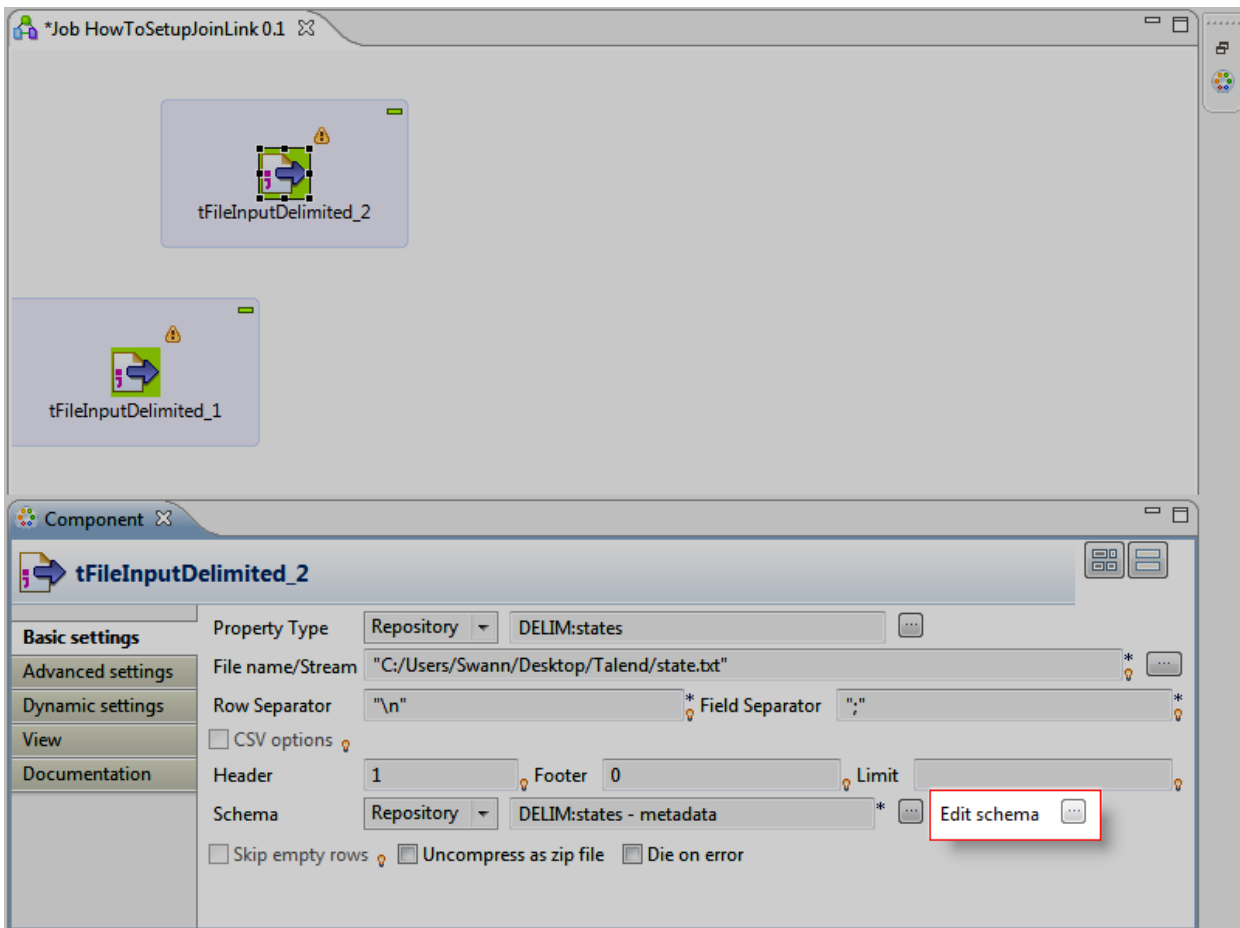 *Job HowToSetupJoinLink 0.1
tFileInputDelimited_2
tFileInputDelimited_1
Component
tFileInputDelimited_2
Basic settings
Advanced settings
Dynamic settings
View
Documentation
Property Type Repository DELIM:states ...
File name/Stream "C:/Users/Swann/Desktop/Talend/state.txt" * ...
Row Separator "\n" * Field Separator ";" *
CSV options
Header 1 Footer 0 Limit
Schema Repository DELIM:states - metadata * ... Edit schema ...
Skip empty rows Uncompress as zip file Die on error